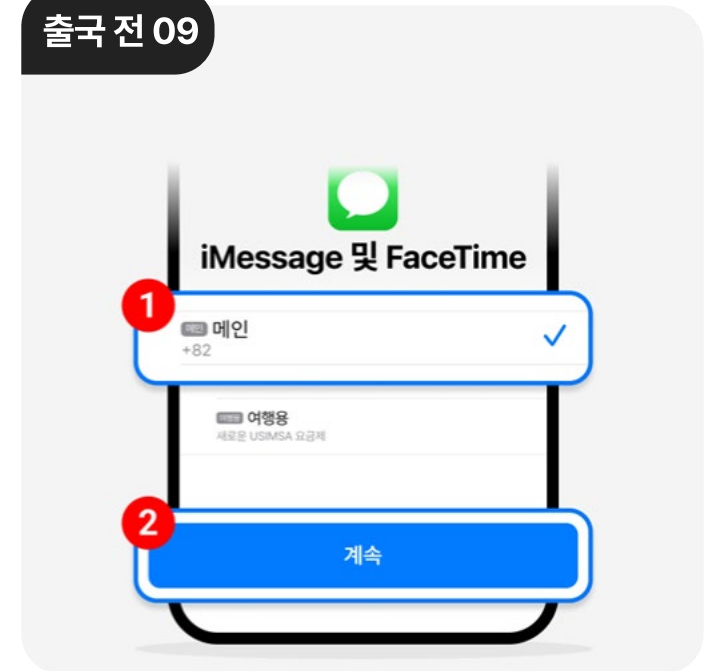 출국 전 09
iMessage 및 FaceTime
1
메인 메인
+82
여행용 여행용
새로운 USIMSA 요금제
2
계속